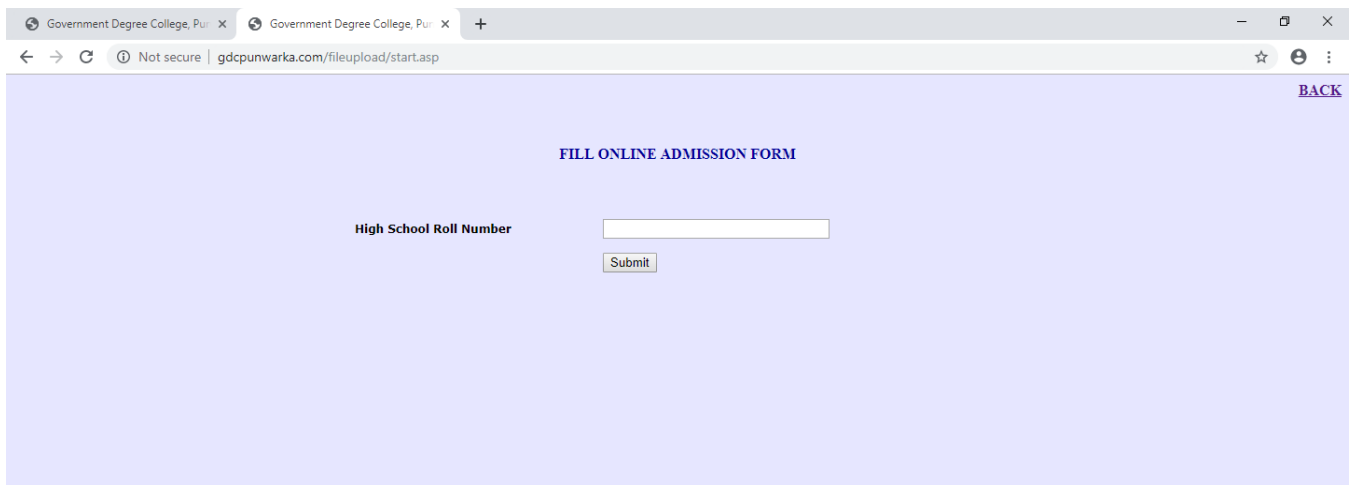 Government Degree College, Pur
Government Degree College, Pur
Not secure | gdcpunwarka.com/fileupload/start.asp
BACK
FILL ONLINE ADMISSION FORM
High School Roll Number
Submit